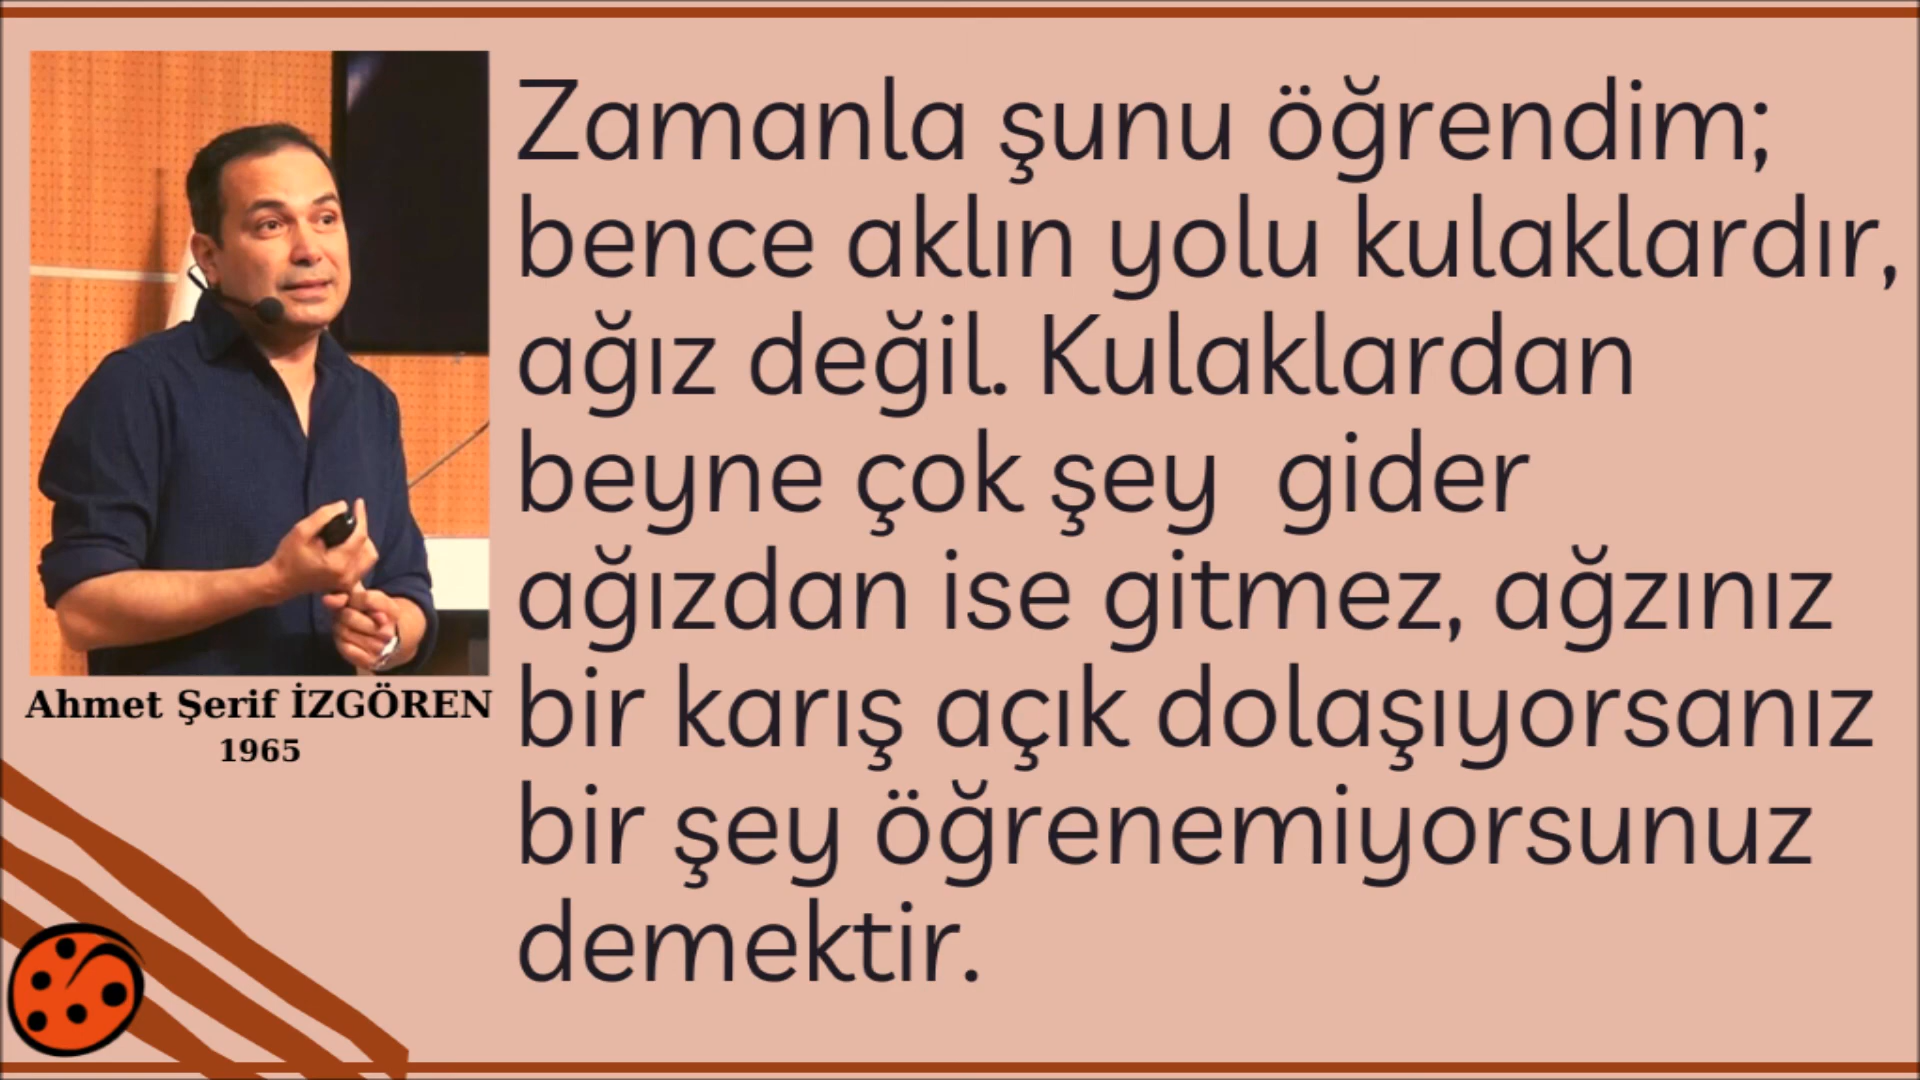 Zamanla şunu öğrendim;
bence aklın yolu kulaklardır,
ağız değil. Kulaklardan
beyne çok şey  gider
ağızdan ise gitmez, ağzınız
bir karış açık dolaşıyorsanız
bir şey öğrenemiyorsunuz
demektir.
Ahmet Şerif İZGÖREN
1965